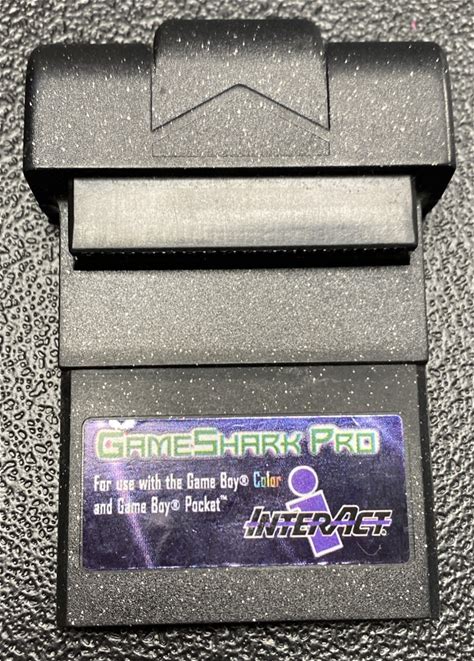 GAMESHARK PRO
For use with the Game Boy® Color
and Game Boy® Pocket™
INTERACT.